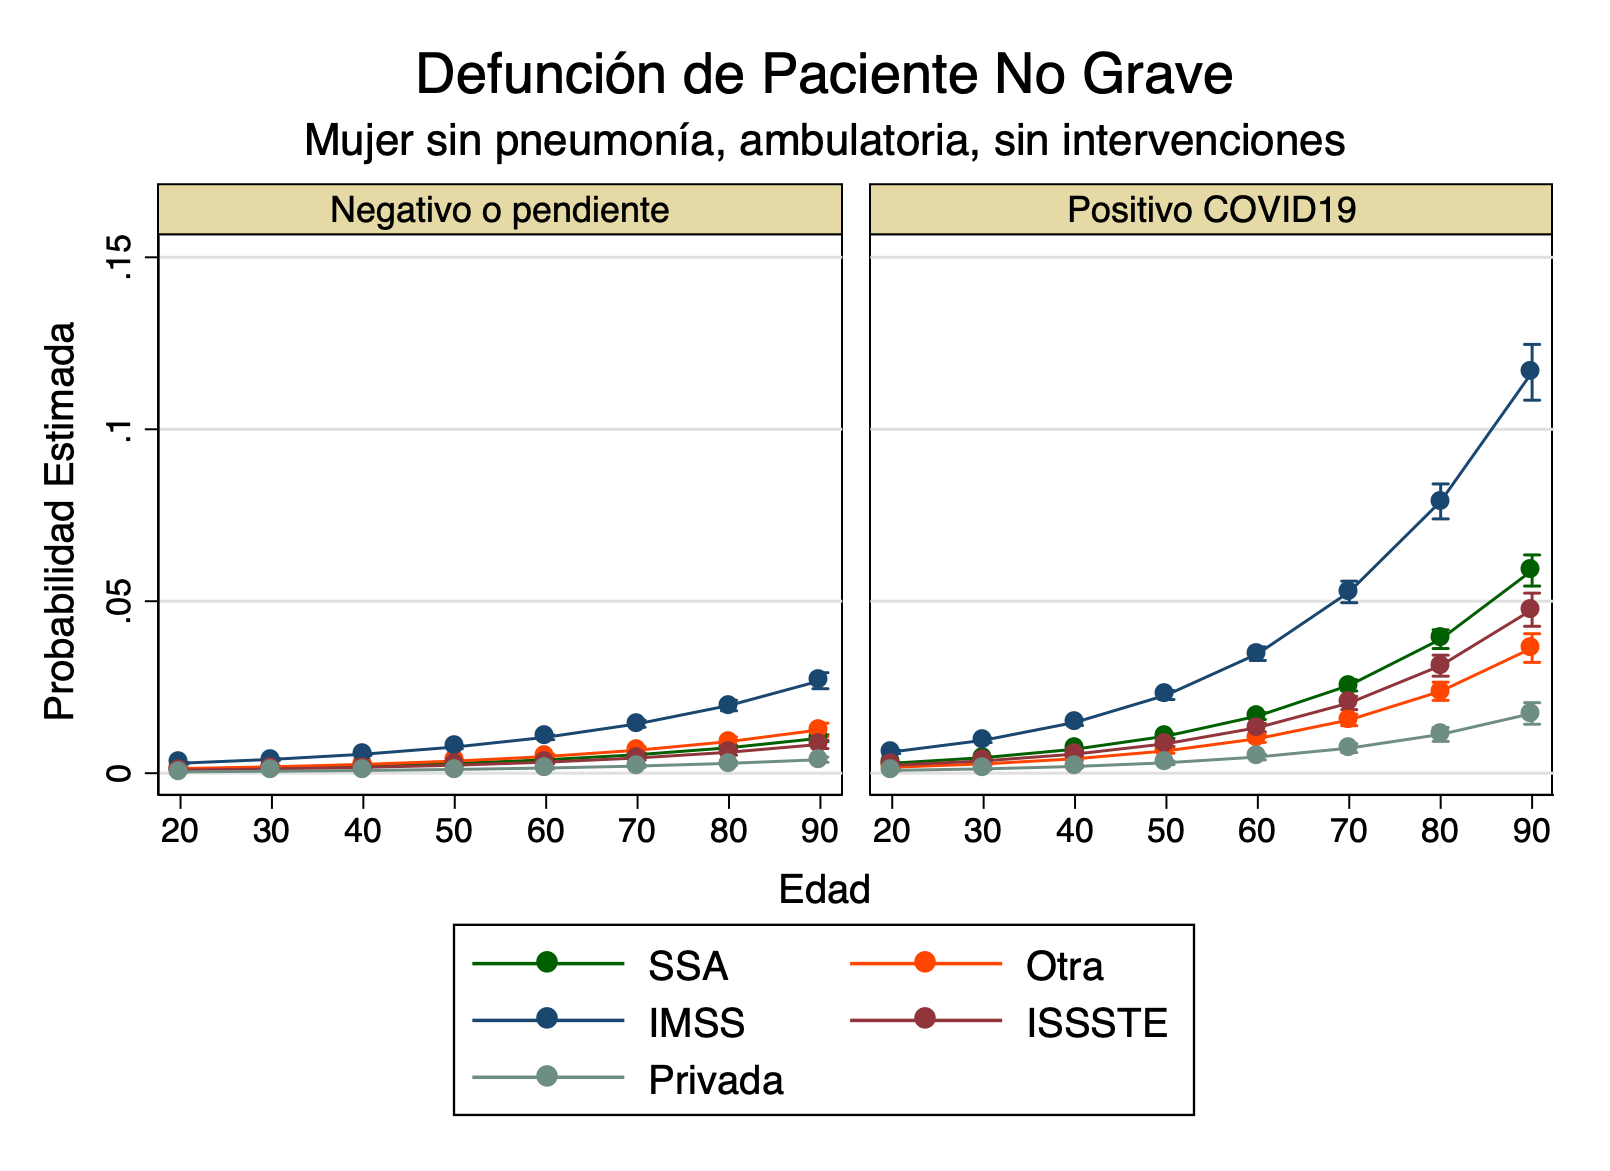 Defunción de Paciente No Grave
Mujer sin pneumonía, ambulatoria, sin intervenciones
Negativo o pendiente
Positivo COVID19
Probabilidad Estimada
.15
.1
.05
0
20 30 40 50 60 70 80 90
20 30 40 50 60 70 80 90
Edad
SSA
Otra
IMSS
ISSSTE
Privada